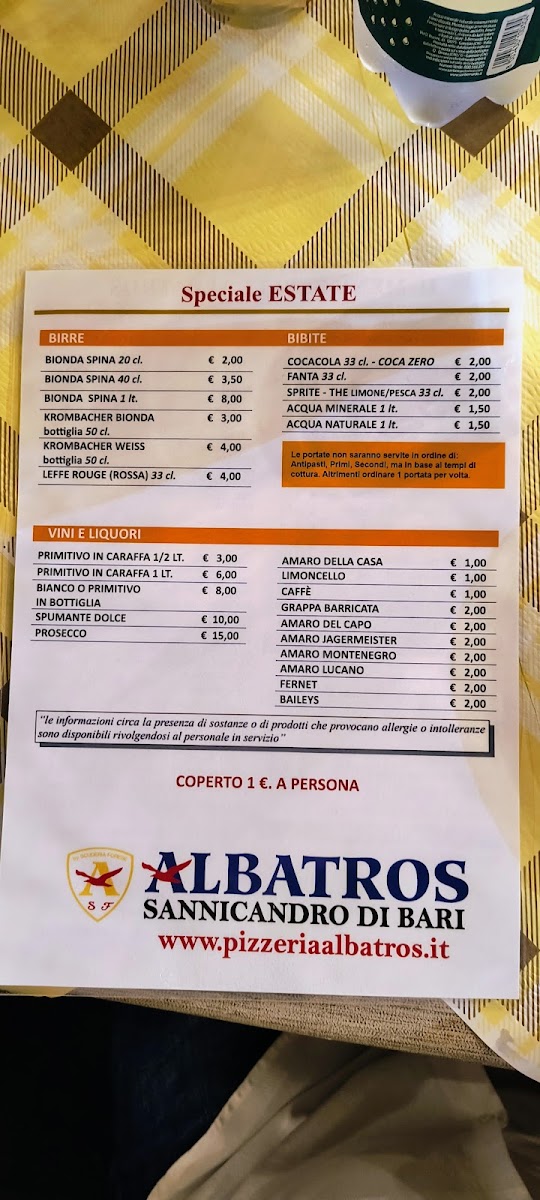 Speciale ESTATE
BIRRE
BIONDA SPINA 20 cl. € 2,00
BIONDA SPINA 40 cl. € 3,50
BIONDA SPINA 1 lt. € 8,00
KROMBACHER BIONDA € 3,00
bottiglia 50 cl.
KROMBACHER WEISS € 4,00
bottiglia 50 cl.
LEFFE ROUGE (ROSSA) 33 cl. € 4,00
BIBITE
COCACOLA 33 cl. - COCA ZERO € 2,00
FANTA 33 cl. € 2,00
SPRITE - THE LIMONE/PESCA 33 cl. € 2,00
ACQUA MINERALE 1 lt. € 1,50
ACQUA NATURALE 1 lt. € 1,50
Le portate non saranno servite in ordine di:
Antipasti, Primi, Secondi, ma in base ai tempi di
cottura. Altrimenti ordinare 1 portata per volta.
VINI E LIQUORI
PRIMITIVO IN CARAFFA 1/2 LT. € 3,00
PRIMITIVO IN CARAFFA 1 LT. € 6,00
BIANCO O PRIMITIVO € 8,00
IN BOTTIGLIA
SPUMANTE DOLCE € 10,00
PROSECCO € 15,00
AMARO DELLA CASA € 1,00
LIMONCELLO € 1,00
CAFFÈ € 1,00
GRAPPA BARRICATA € 2,00
AMARO DEL CAPO € 2,00
AMARO JAGERMEISTER € 2,00
AMARO MONTENEGRO € 2,00
AMARO LUCANO € 2,00
FERNET € 2,00
BAILEYS € 2,00
"le informazioni circa la presenza di sostanze o di prodotti che provocano allergie o intolleranze
sono disponibili rivolgendosi al personale in servizio"
COPERTO 1 €. A PERSONA
A
S F
ALBATROS
SANNICANDRO DI BARI
www.pizzeriaalbatros.it